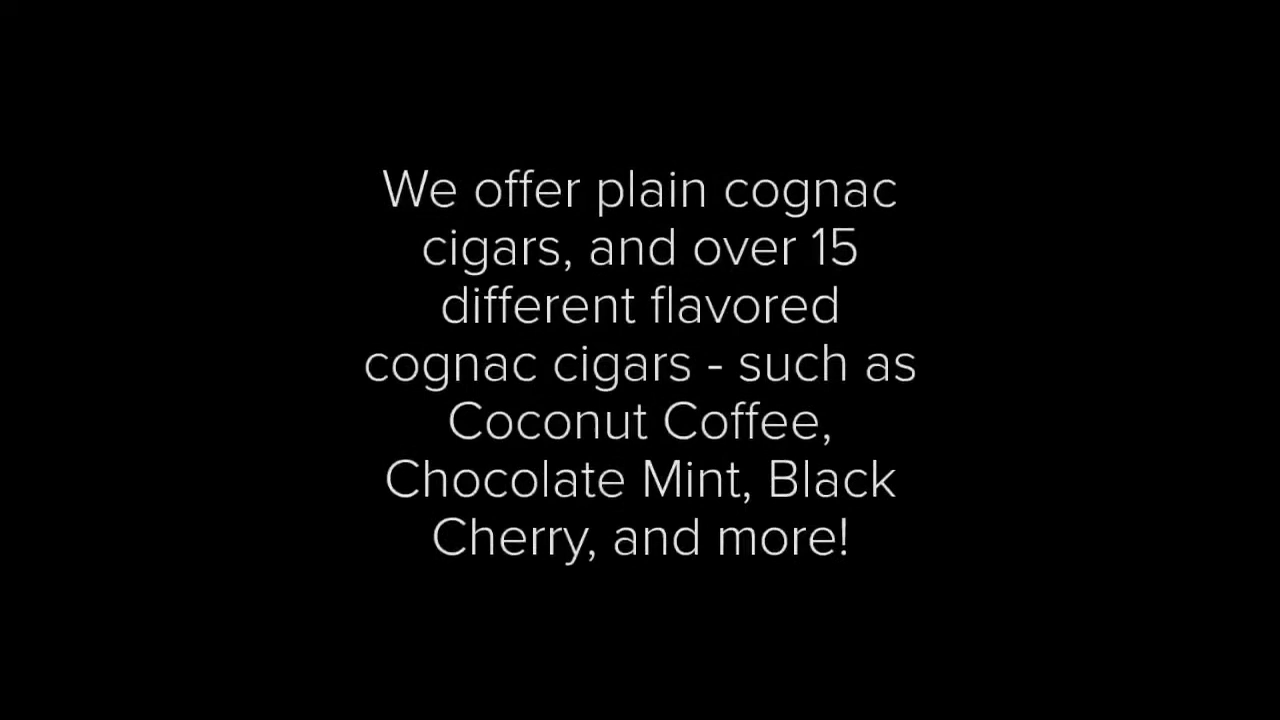 We offer plain cognac
cigars, and over 15
different flavored
cognac cigars - such as
Coconut Coffee,
Chocolate Mint, Black
Cherry, and more!